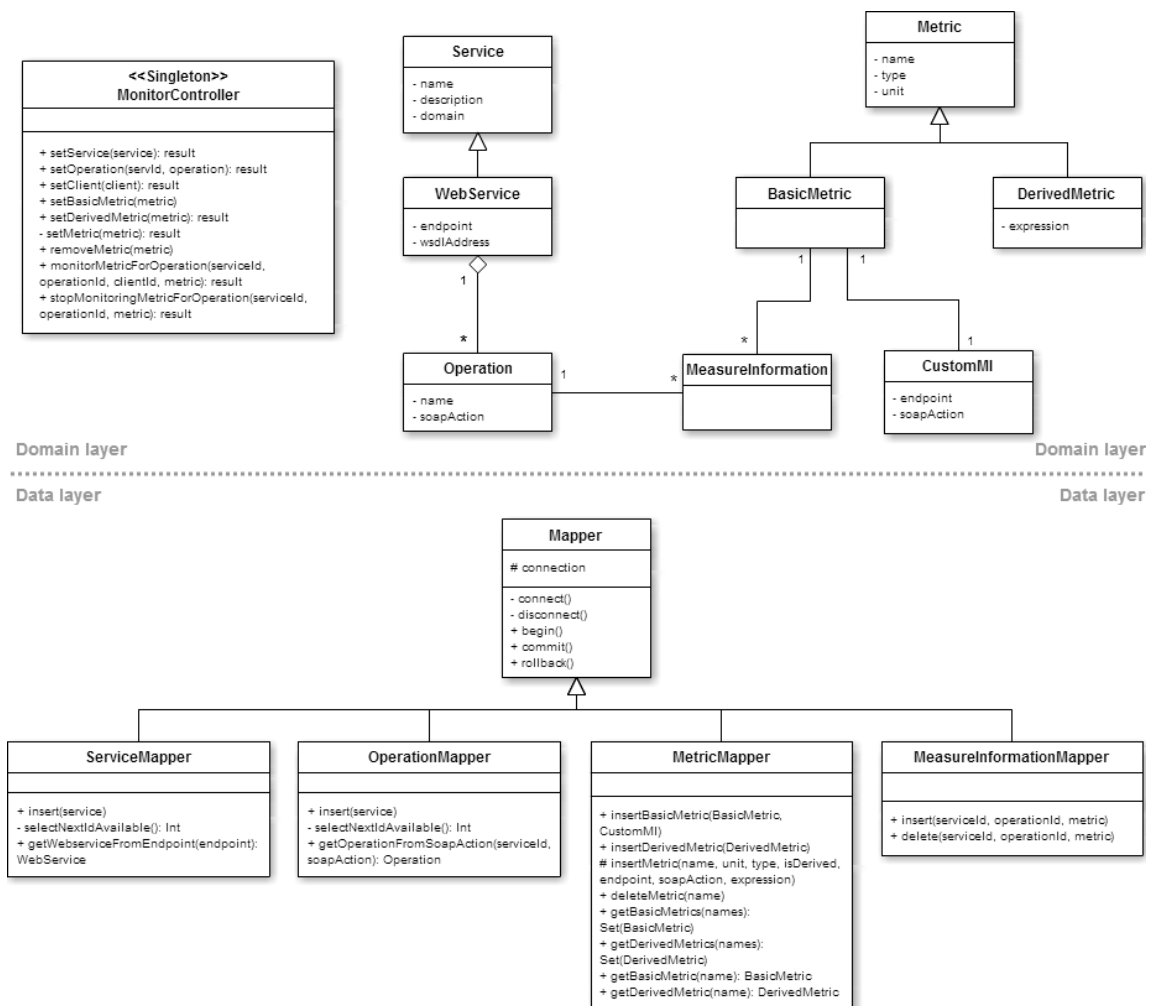 <<Singleton>>
MonitorController
+ setService(service): result
+ setOperation(servId, operation): result
+ setClient(client): result
+ setBasicMetric(metric)
+ setDerivedMetric(metric): result
- setMetric(metric): result
+ removeMetric(metric)
+ monitorMetricForOperation(serviceId,
operationId, clientId, metric): result
+ stopMonitoringMetricForOperation(serviceId,
operationId, metric): result
Service
- name
- description
- domain
WebService
- endpoint
- wsdlAddress
1
*
Operation
- name
- soapAction
1
*
Metric
- name
- type
- unit
BasicMetric
DerivedMetric
- expression
1
1
*
1
MeasureInformation
CustomMI
- endpoint
- soapAction
Domain layer
Domain layer
Data layer
Data layer
Mapper
# connection
- connect()
- disconnect()
+ begin()
+ commit()
+ rollback()
ServiceMapper
+ insert(service)
- selectNextIdAvailable(): Int
+ getWebserviceFromEndpoint(endpoint):
WebService
OperationMapper
+ insert(service)
- selectNextIdAvailable(): Int
+ getOperationFromSoapAction(serviceId,
soapAction): Operation
MetricMapper
+ insertBasicMetric(BasicMetric,
CustomMI)
+ insertDerivedMetric(DerivedMetric)
# insertMetric(name, unit, type, isDerived,
endpoint, soapAction, expression)
+ deleteMetric(name)
+ getBasicMetrics(names):
Set(BasicMetric)
+ getDerivedMetrics(names):
Set(DerivedMetric)
+ getBasicMetric(name): BasicMetric
+ getDerivedMetric(name): DerivedMetric
MeasureInformationMapper
+ insert(serviceId, operationId, metric)
+ delete(serviceId, operationId, metric)